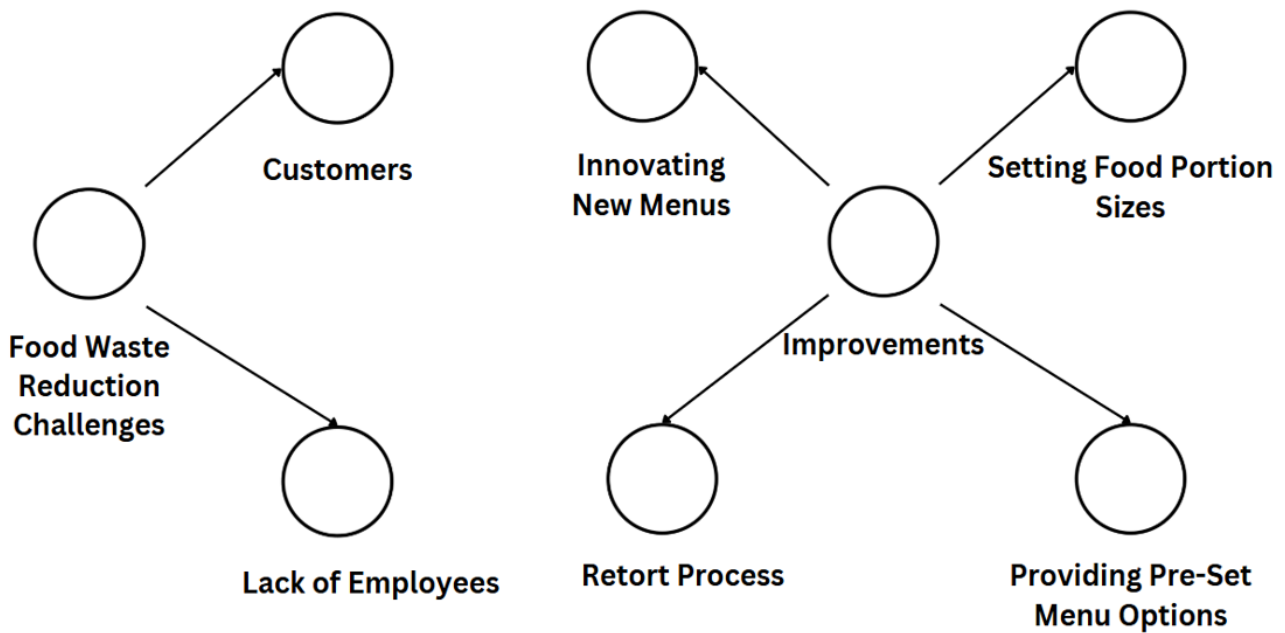 Customers
Food Waste
Reduction
Challenges
Lack of Employees
Innovating
New Menus
Setting Food Portion
Sizes
Improvements
Retort Process
Providing Pre-Set
Menu Options